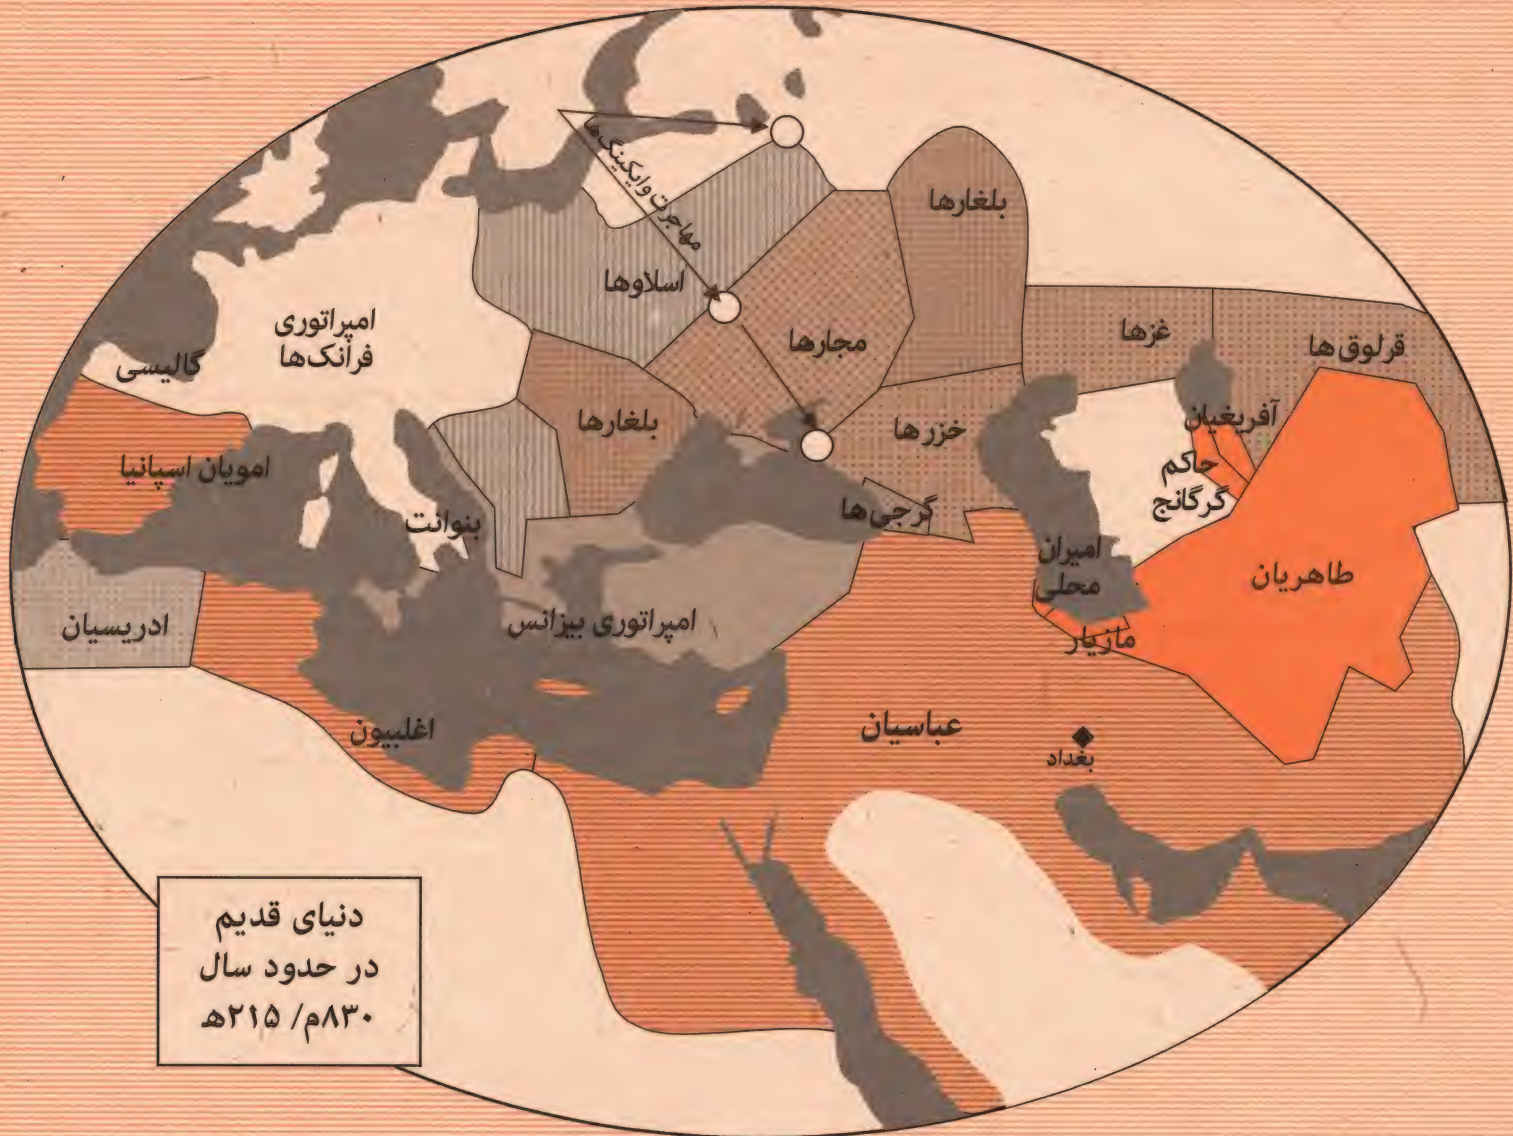 مهاجرت وایکینک‌ها
بلغارها
اسلاوها
امپراتوری
فرانک‌ها
مجارها
غزها
قرلوق‌ها
گالیسی
بلغارها
خزرها
آفریغیان
امویان اسپانیا
حاکم
گرگانج
بنوانت
گرجی‌ها
امیران
محلی
طاهریان
ادریسیان
امپراتوری بیزانس
مازیار
اغلبیون
عباسیان
بغداد
دنیای قدیم
در حدود سال
۸۳۰م/ ۲۱۵ه